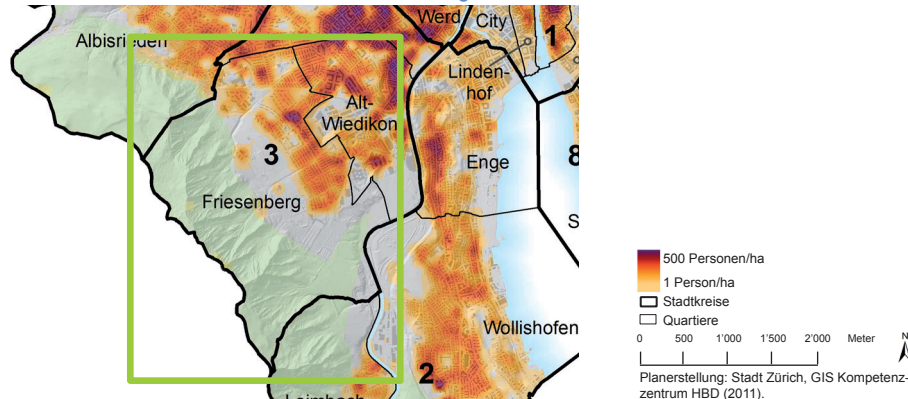 Albisrieden
Werd
City
1
Linden-
hof
Alt-
Wiedikon
3
Enge
8
Friesenberg
S
Wollishofen
2
Leimbach
500 Personen/ha
1 Person/ha
Stadtkreise
Quartiere
0 500 1'000 1'500 2'000 Meter
N
Planerstellung: Stadt Zürich, GIS Kompetenz-
zentrum HBD (2011).